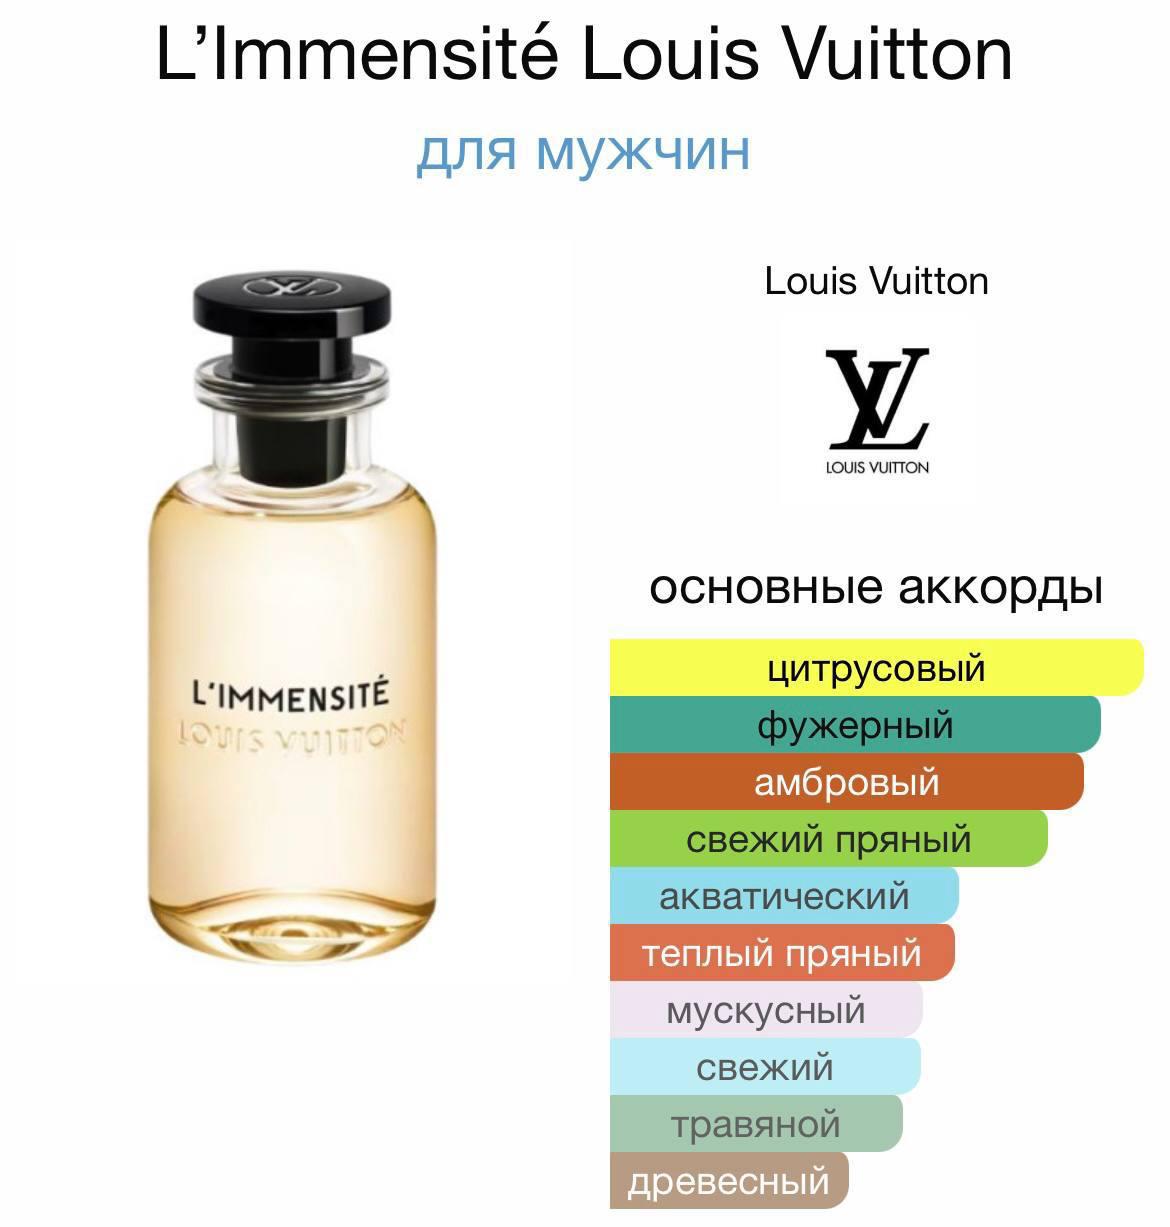 L’Immensité Louis Vuitton
для мужчин
L'IMMENSITÉ
LOUIS VUITTON
Louis Vuitton
LV
LOUIS VUITTON
основные аккорды
цитрусовый
фужерный
амбровый
свежий пряный
акватический
теплый пряный
мускусный
свежий
травяной
древесный